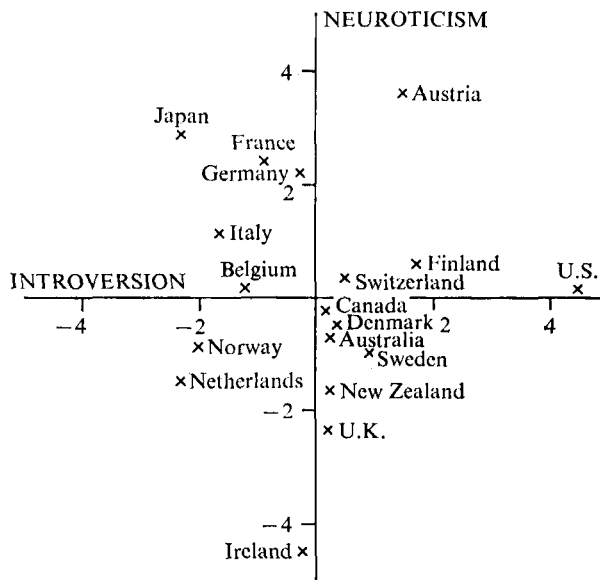 NEUROTICISM
4
Austria
Japan
France
Germany
2
Italy
Finland
INTROVERSION
Belgium
Switzerland
U.S.
Canada
−4
−2
Denmark
2
4
Australia
Norway
Sweden
Netherlands
New Zealand
−2
U.K.
−4
Ireland